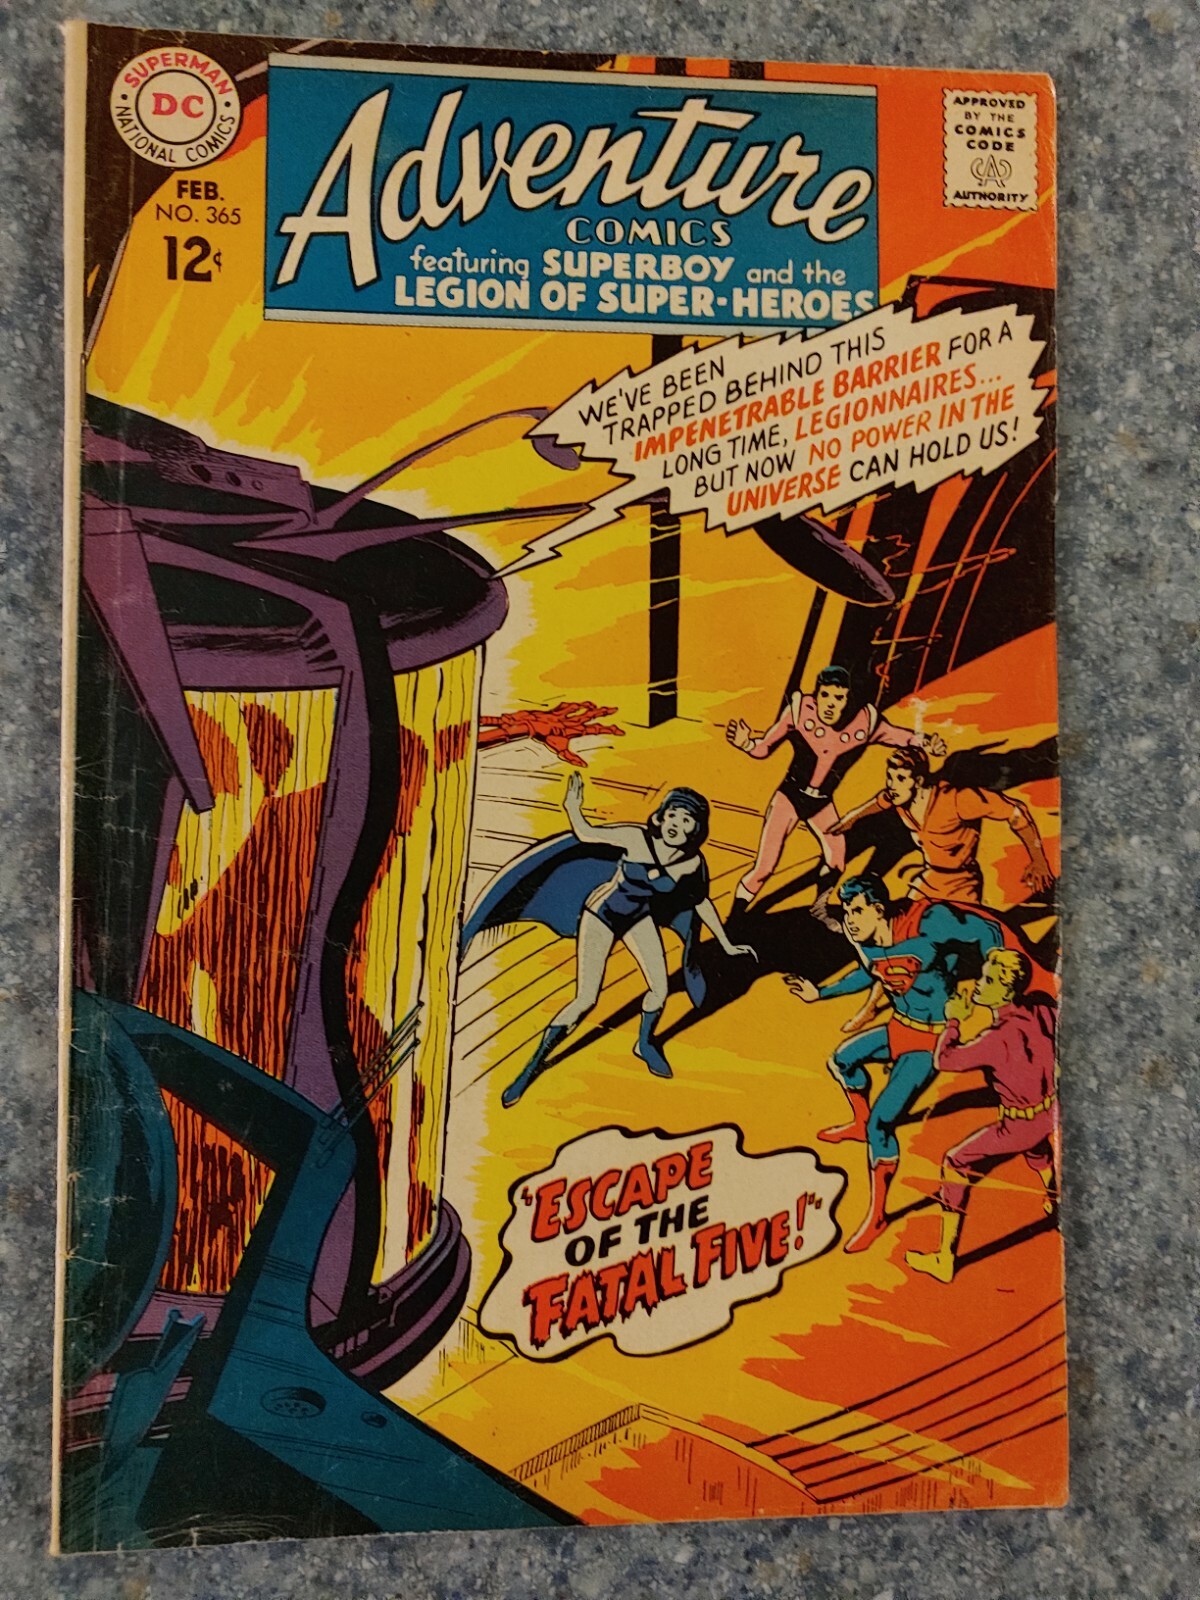 SUPERMAN
DC
NATIONAL COMICS
FEB.
NO. 365
12¢
Adventure
COMICS
featuring SUPERBOY and the
LEGION OF SUPER-HEROES
APPROVED
BY THE
COMICS
CODE
CA
AUTHORITY
WE'VE BEEN
TRAPPED BEHIND THIS
IMPENETRABLE BARRIER FOR A
LONG TIME, LEGIONNAIRES...
BUT NOW NO POWER IN THE
UNIVERSE CAN HOLD US!
"ESCAPE
OF THE
FATAL FIVE!"